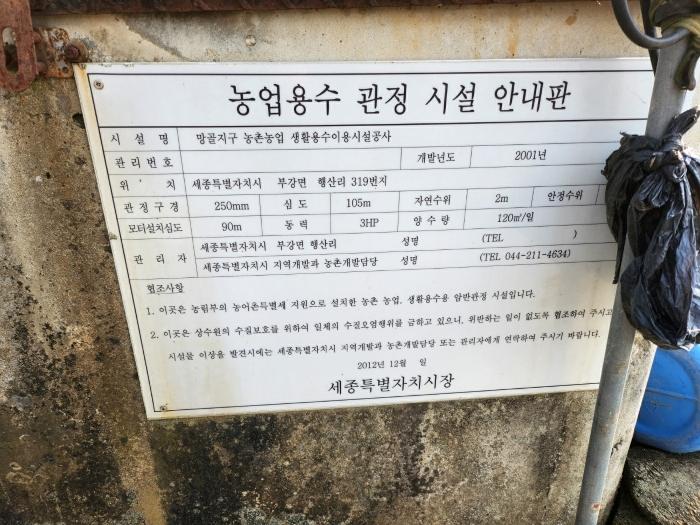 농업용수 관정 시설 안내판
시 설 명 망골지구 농촌농업 생활용수이용시설공사
관리번호 개발년도 2001년
위 치 세종특별자치시 부강면 행산리 319번지
관정구경 250mm 심 도 105m 자연수위 2m 안정수위
모터설치심도 90m 동 력 3HP 양 수 량 120㎥/일
관 리 자 세종특별자치시 부강면 행산리 성명 (TEL )
세종특별자치시 지역개발과 농촌개발담당 성명 (TEL 044-211-4634)
협조사항
1. 이곳은 농림부의 농어촌특별세 지원으로 설치한 농촌 농업, 생활용수용 암반관정 시설입니다.
2. 이곳은 상수원의 수질보호를 위하여 일체의 수질오염행위를 금하고 있으니, 위반하는 일이 없도록 협조하여 주시고
시설물 이상을 발견시에는 세종특별자치시 지역개발과 농촌개발담당 또는 관리자에게 연락하여 주시기 바랍니다.
2012년 12월 일
세종특별자치시장